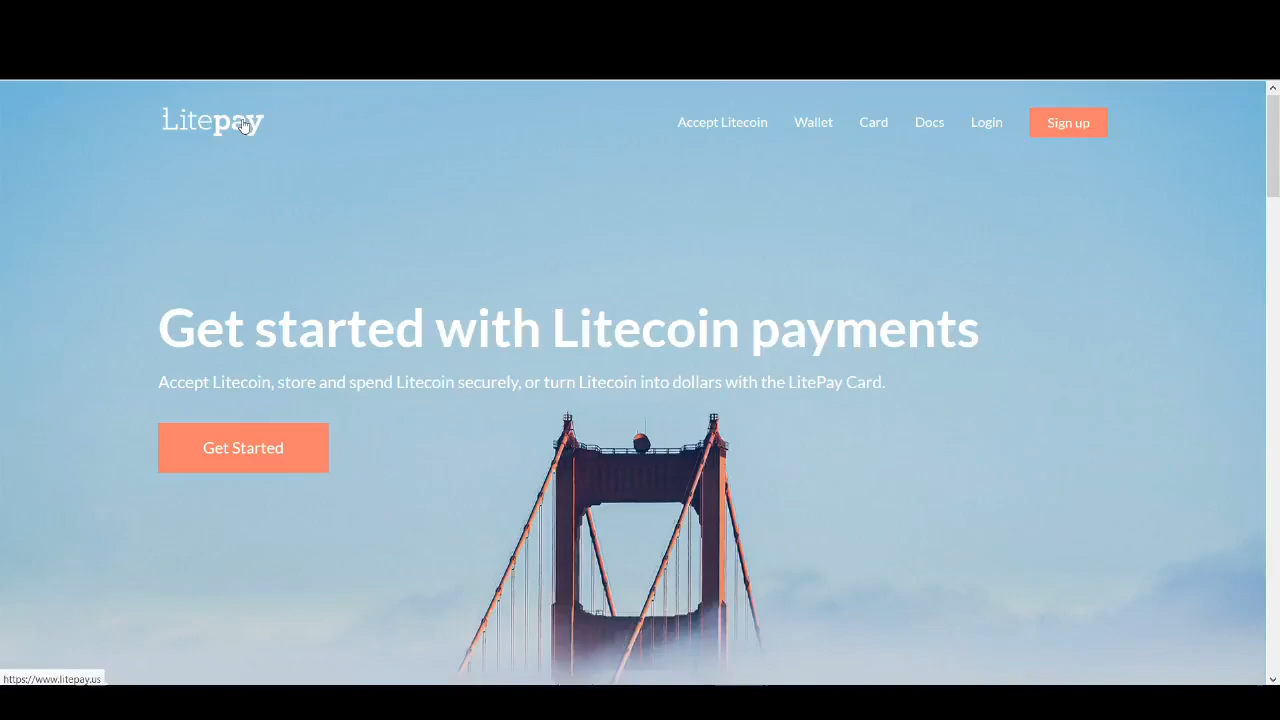 Litepay
Accept Litecoin
Wallet
Card
Docs
Login
Sign up
Get started with Litecoin payments
Accept Litecoin, store and spend Litecoin securely, or turn Litecoin into dollars with the LitePay Card.
Get Started
https://www.litepay.us